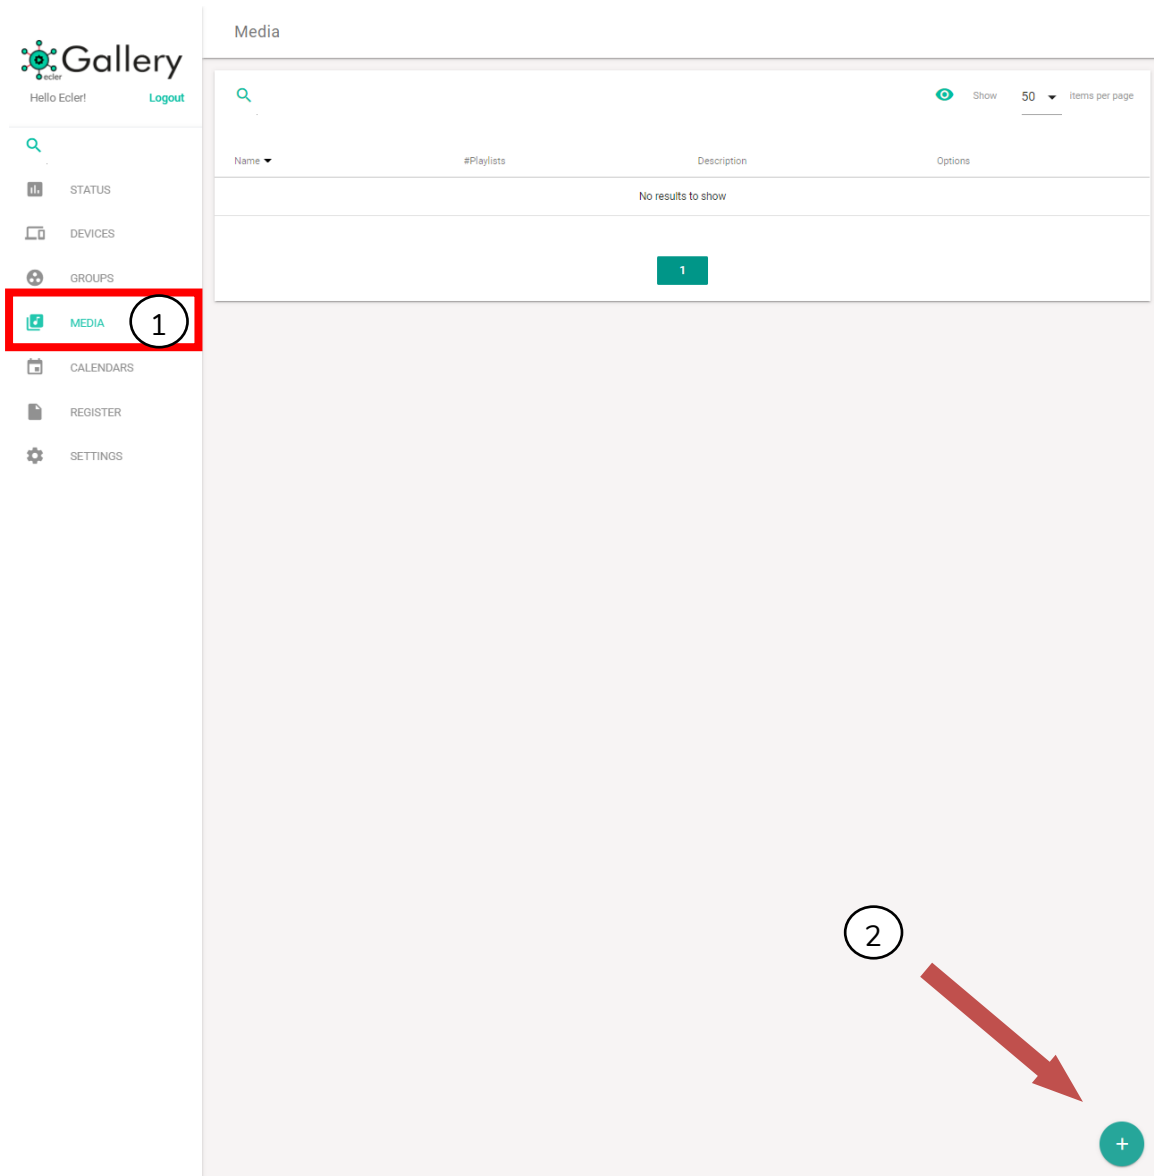 Media
Gallery
ecler
Hello Ecler!
Logout
Show 50 items per page
Name #Playlists Description Options
No results to show
1
STATUS
DEVICES
GROUPS
MEDIA 1
CALENDARS
REGISTER
SETTINGS
2
+